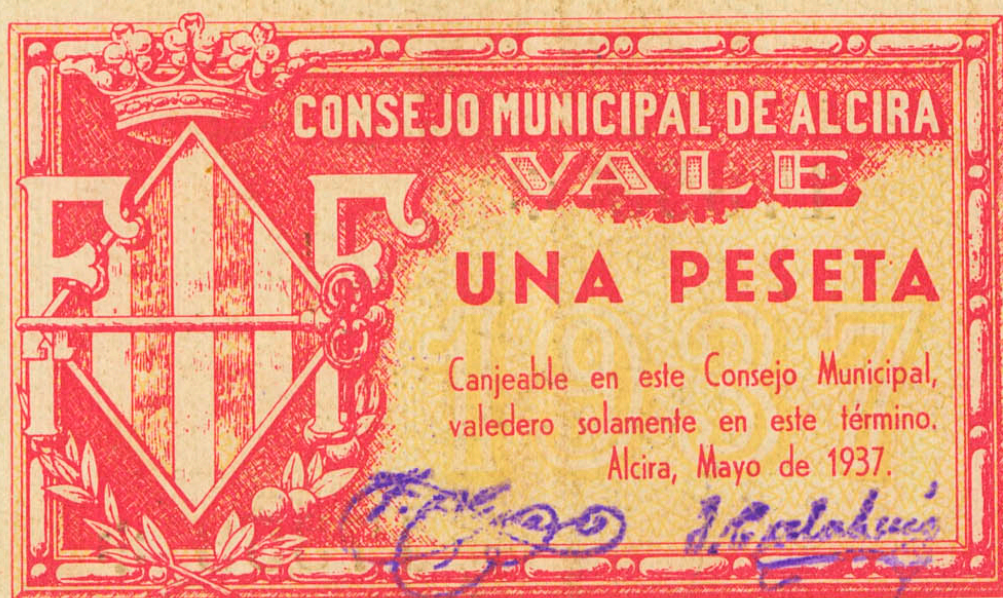 CONSEJO MUNICIPAL DE ALCIRA
VALE
UNA PESETA
1937
Canjeable en este Consejo Municipal,
valedero solamente en este término.
Alcira, Mayo de 1937.